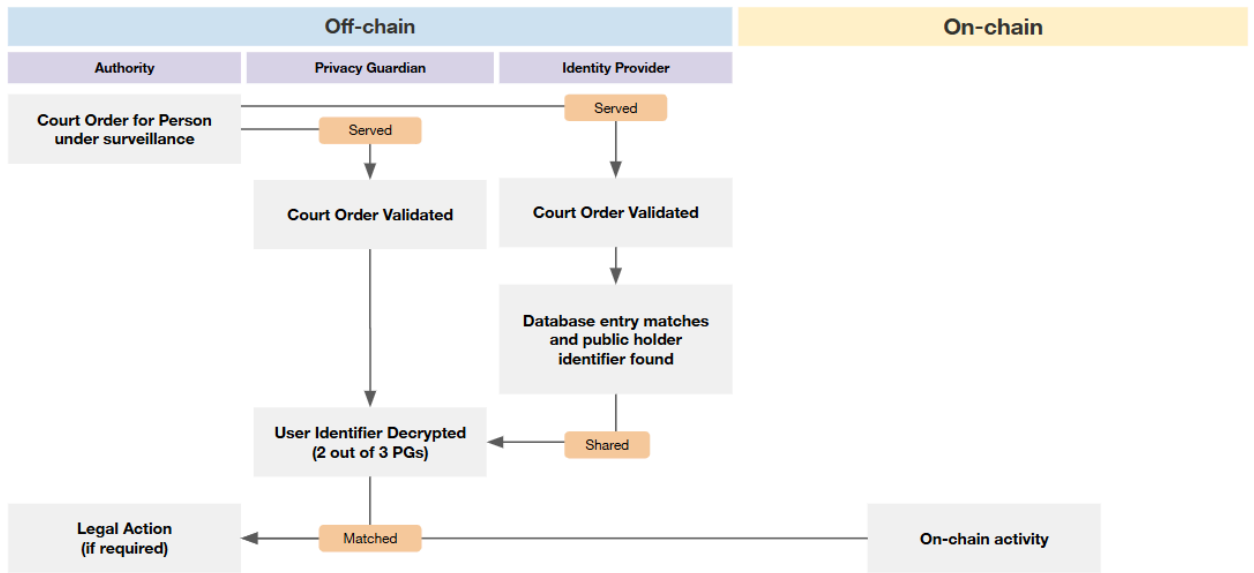 Off-chain
On-chain
Authority
Privacy Guardian
Identity Provider
Court Order for Person
under surveillance
Served
Served
Court Order Validated
Court Order Validated
Database entry matches
and public holder
identifier found
User Identifier Decrypted
(2 out of 3 PGs)
Shared
Legal Action
(if required)
Matched
On-chain activity